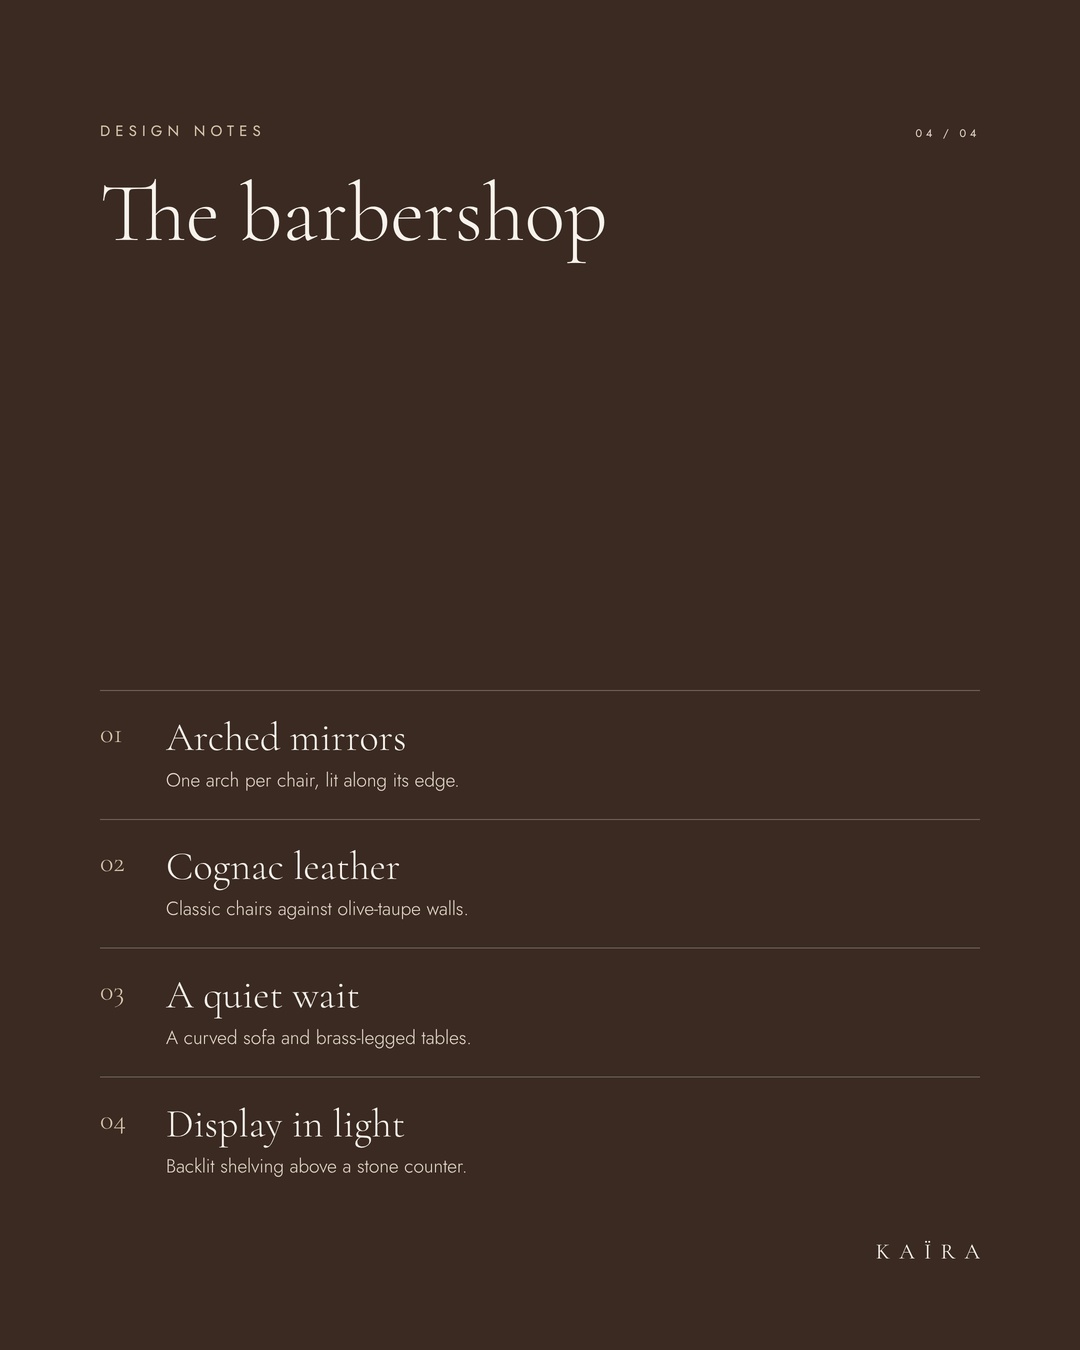 DESIGN NOTES
04 / 04
The barbershop
01
Arched mirrors
One arch per chair, lit along its edge.
02
Cognac leather
Classic chairs against olive-taupe walls.
03
A quiet wait
A curved sofa and brass-legged tables.
04
Display in light
Backlit shelving above a stone counter.
KAÏRA